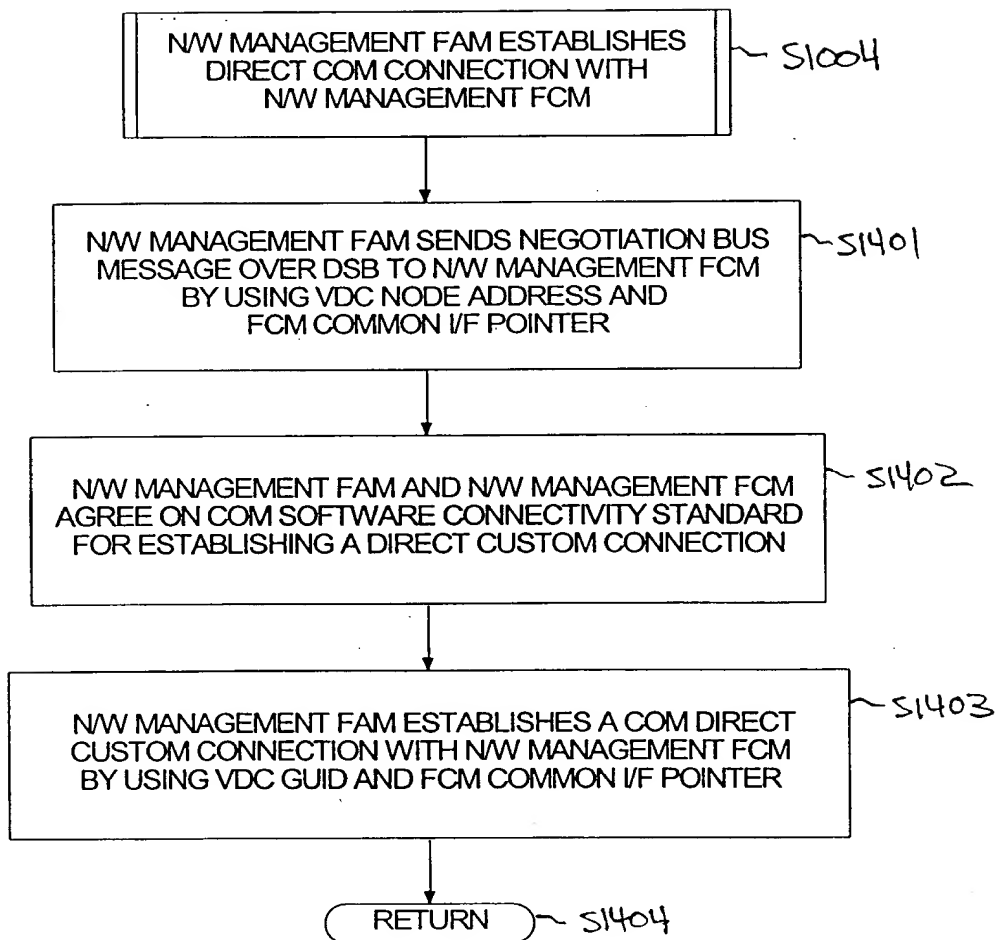 N/W MANAGEMENT FAM ESTABLISHES
DIRECT COM CONNECTION WITH
N/W MANAGEMENT FCM
S1004
N/W MANAGEMENT FAM SENDS NEGOTIATION BUS
MESSAGE OVER DSB TO N/W MANAGEMENT FCM
BY USING VDC NODE ADDRESS AND
FCM COMMON I/F POINTER
S1401
N/W MANAGEMENT FAM AND N/W MANAGEMENT FCM
AGREE ON COM SOFTWARE CONNECTIVITY STANDARD
FOR ESTABLISHING A DIRECT CUSTOM CONNECTION
S1402
N/W MANAGEMENT FAM ESTABLISHES A COM DIRECT
CUSTOM CONNECTION WITH N/W MANAGEMENT FCM
BY USING VDC GUID AND FCM COMMON I/F POINTER
S1403
RETURN
S1404